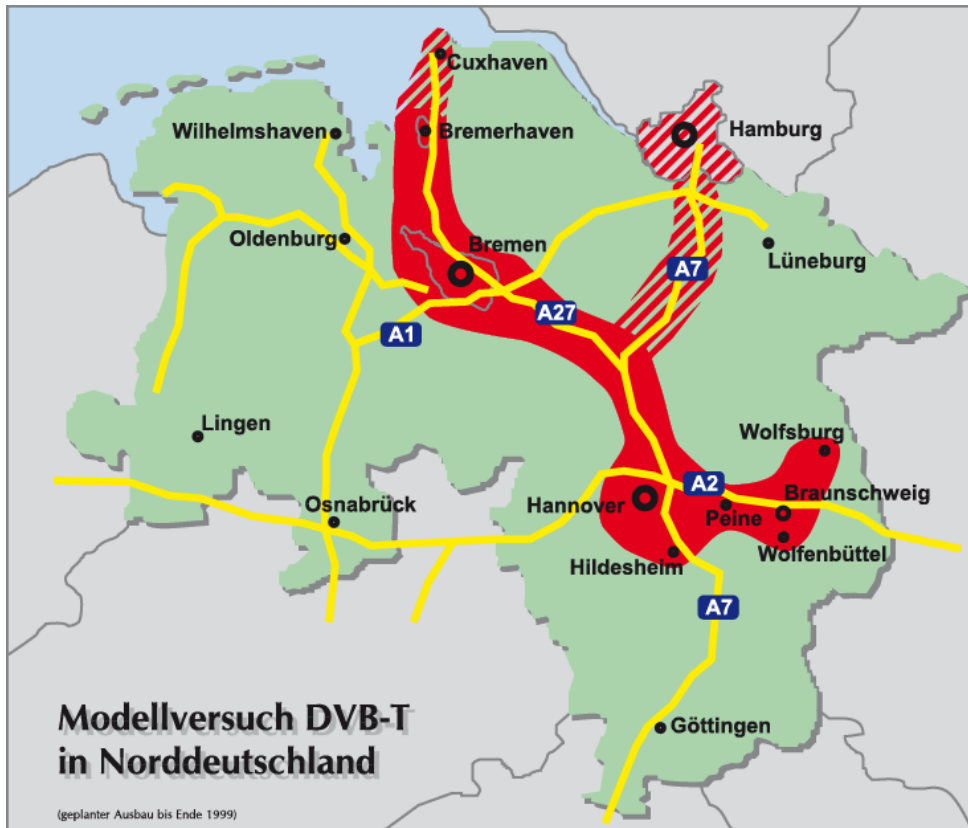 Cuxhaven
Wilhelmshaven
Bremerhaven
Hamburg
Oldenburg
Bremen
Lüneburg
A7
A27
A1
Lingen
Wolfsburg
A2
Osnabrück
Hannover
Peine
Braunschweig
Wolfenbüttel
Hildesheim
A7
Göttingen
Modellversuch DVB-T
in Norddeutschland
(geplanter Ausbau bis Ende 1999)